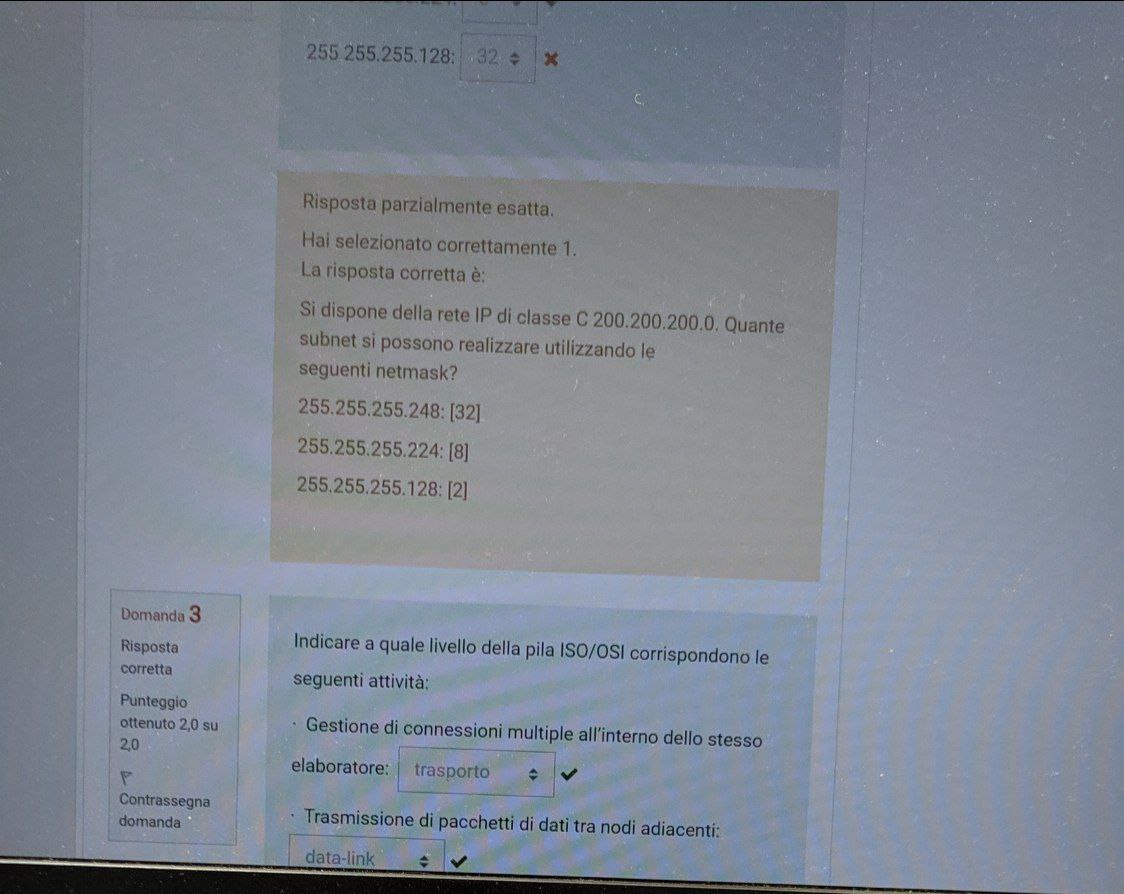 255.255.255.128: 32
Risposta parzialmente esatta.
Hai selezionato correttamente 1.
La risposta corretta è:
Si dispone della rete IP di classe C 200.200.200.0. Quante
subnet si possono realizzare utilizzando le
seguenti netmask?
255.255.255.248: [32]
255.255.255.224: [8]
255.255.255.128: [2]
Domanda 3
Risposta
corretta
Punteggio
ottenuto 2,0 su
2,0
Contrassegna
domanda
Indicare a quale livello della pila ISO/OSI corrispondono le
seguenti attività:
· Gestione di connessioni multiple all'interno dello stesso
elaboratore: trasporto
· Trasmissione di pacchetti di dati tra nodi adiacenti:
data-link